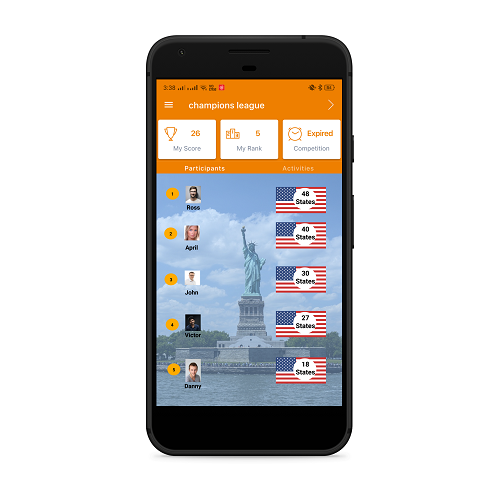 3:38
champions league
26
My Score
5
My Rank
Expired
Competition
Participants
Activities
1
Ross
48
States
2
April
40
States
3
John
30
States
4
Victor
27
States
5
Danny
18
States